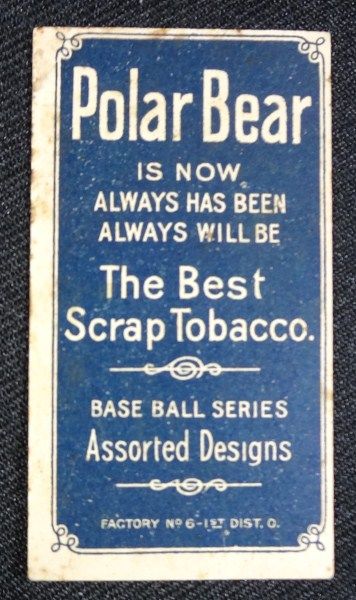 Polar Bear
IS NOW
ALWAYS HAS BEEN
ALWAYS WILL BE
The Best
Scrap Tobacco.
BASE BALL SERIES
Assorted Designs
FACTORY Nº 6-1ST DIST. O.